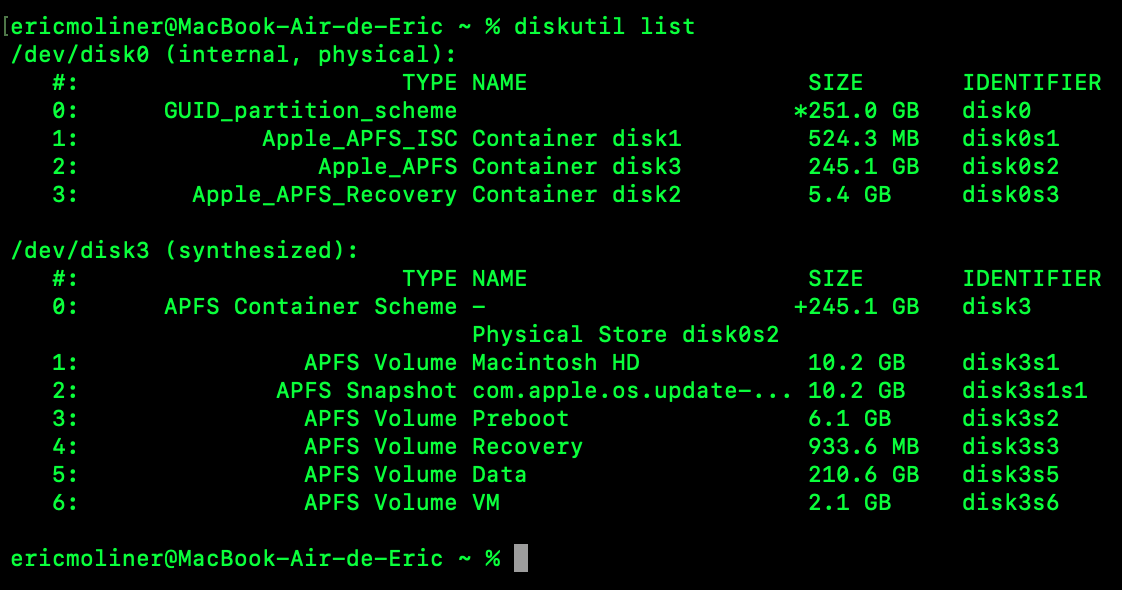 [ericmoliner@MacBook-Air-de-Eric ~ % diskutil list
/dev/disk0 (internal, physical):
   #:                       TYPE NAME                    SIZE       IDENTIFIER
   0:      GUID_partition_scheme                        *251.0 GB   disk0
   1:             Apple_APFS_ISC Container disk1         524.3 MB   disk0s1
   2:                 Apple_APFS Container disk3         245.1 GB   disk0s2
   3:        Apple_APFS_Recovery Container disk2         5.4 GB     disk0s3

/dev/disk3 (synthesized):
   #:                       TYPE NAME                    SIZE       IDENTIFIER
   0:      APFS Container Scheme -                      +245.1 GB   disk3
                                 Physical Store disk0s2
   1:                APFS Volume Macintosh HD            10.2 GB    disk3s1
   2:              APFS Snapshot com.apple.os.update-... 10.2 GB    disk3s1s1
   3:                APFS Volume Preboot                 6.1 GB     disk3s2
   4:                APFS Volume Recovery                933.6 MB   disk3s3
   5:                APFS Volume Data                    210.6 GB   disk3s5
   6:                APFS Volume VM                      2.1 GB     disk3s6

ericmoliner@MacBook-Air-de-Eric ~ %